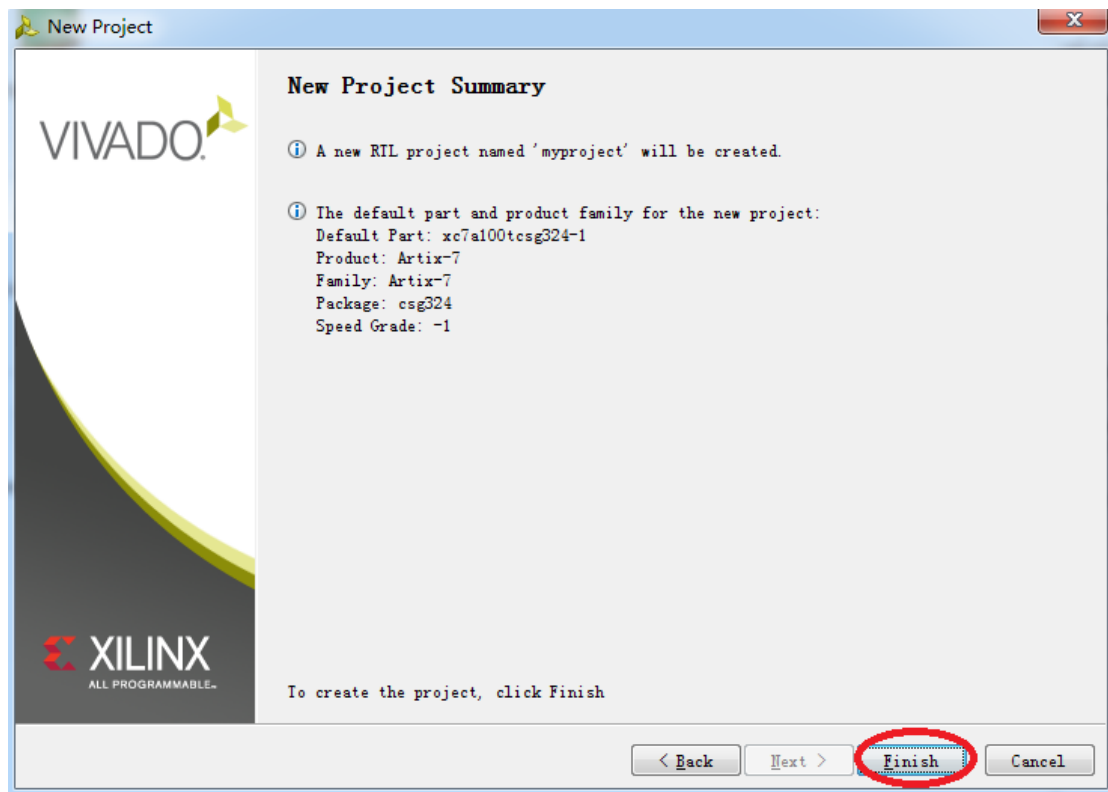 New Project
VIVADO.
New Project Summary
A new RTL project named 'myproject' will be created.
The default part and product family for the new project:
Default Part: xc7a100tcsg324-1
Product: Artix-7
Family: Artix-7
Package: csg324
Speed Grade: -1
XILINX
ALL PROGRAMMABLE™
To create the project, click Finish
< Back Next > Finish Cancel